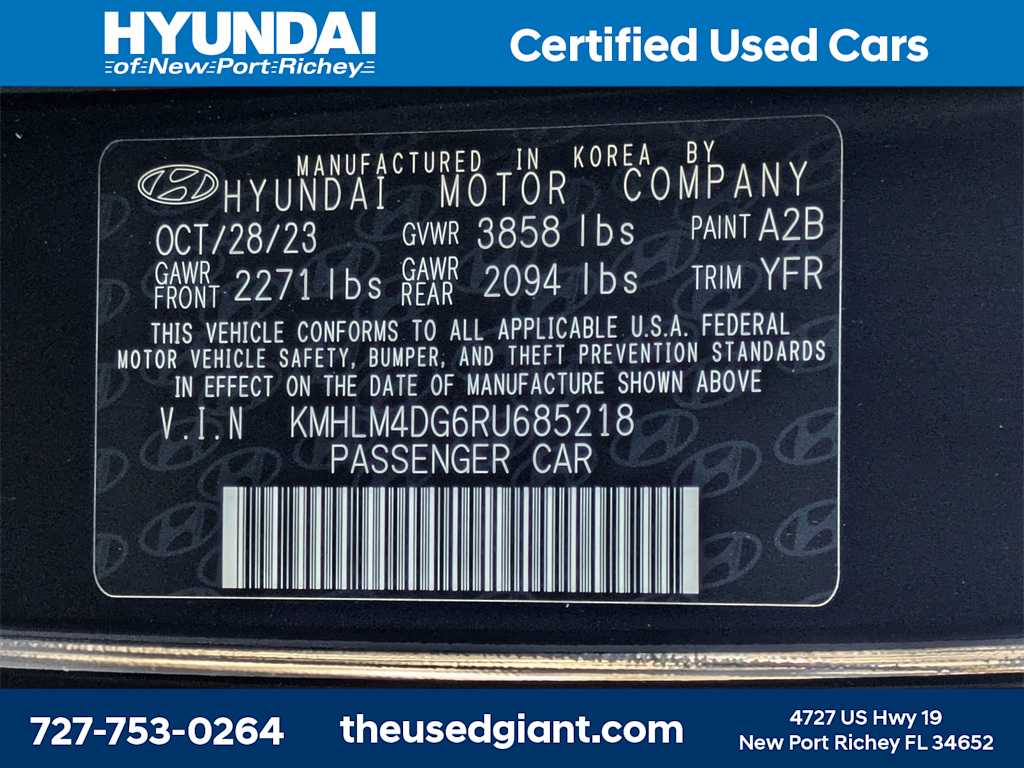 HYUNDAI
of New Port Richey
Certified Used Cars
MANUFACTURED IN KOREA BY
HYUNDAI MOTOR COMPANY
OCT/28/23 GVWR 3858 lbs PAINT A2B
GAWR FRONT 2271 lbs GAWR REAR 2094 lbs TRIM YFR
THIS VEHICLE CONFORMS TO ALL APPLICABLE U.S.A. FEDERAL
MOTOR VEHICLE SAFETY, BUMPER, AND THEFT PREVENTION STANDARDS
IN EFFECT ON THE DATE OF MANUFACTURE SHOWN ABOVE
V.I.N KMHLM4DG6RU685218
PASSENGER CAR
727-753-0264
theusedgiant.com
4727 US Hwy 19
New Port Richey FL 34652